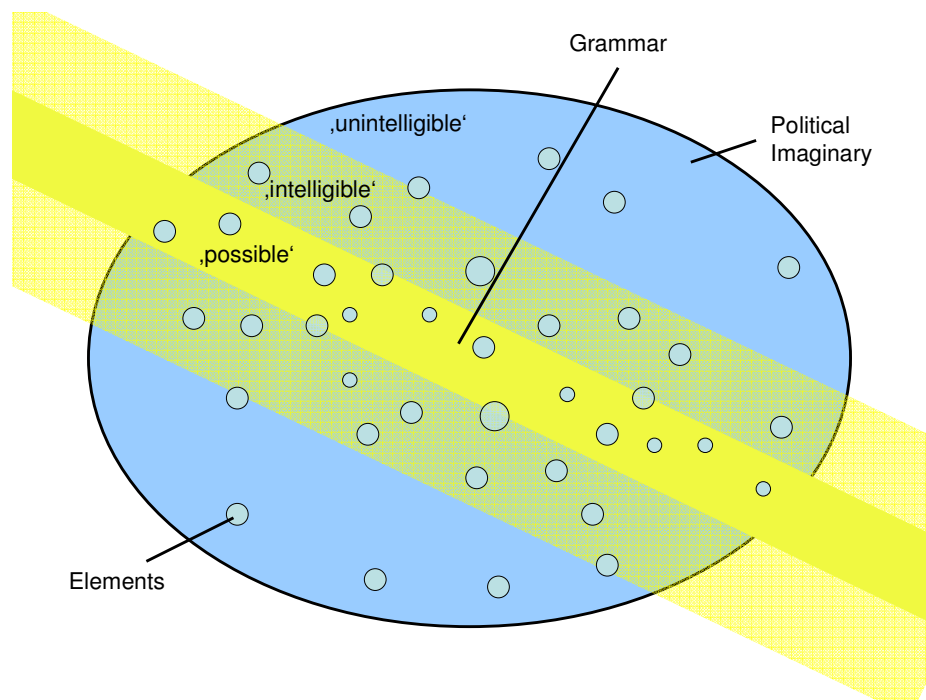 Grammar
‚unintelligible‘
Political
Imaginary
‚intelligible‘
‚possible‘
Elements